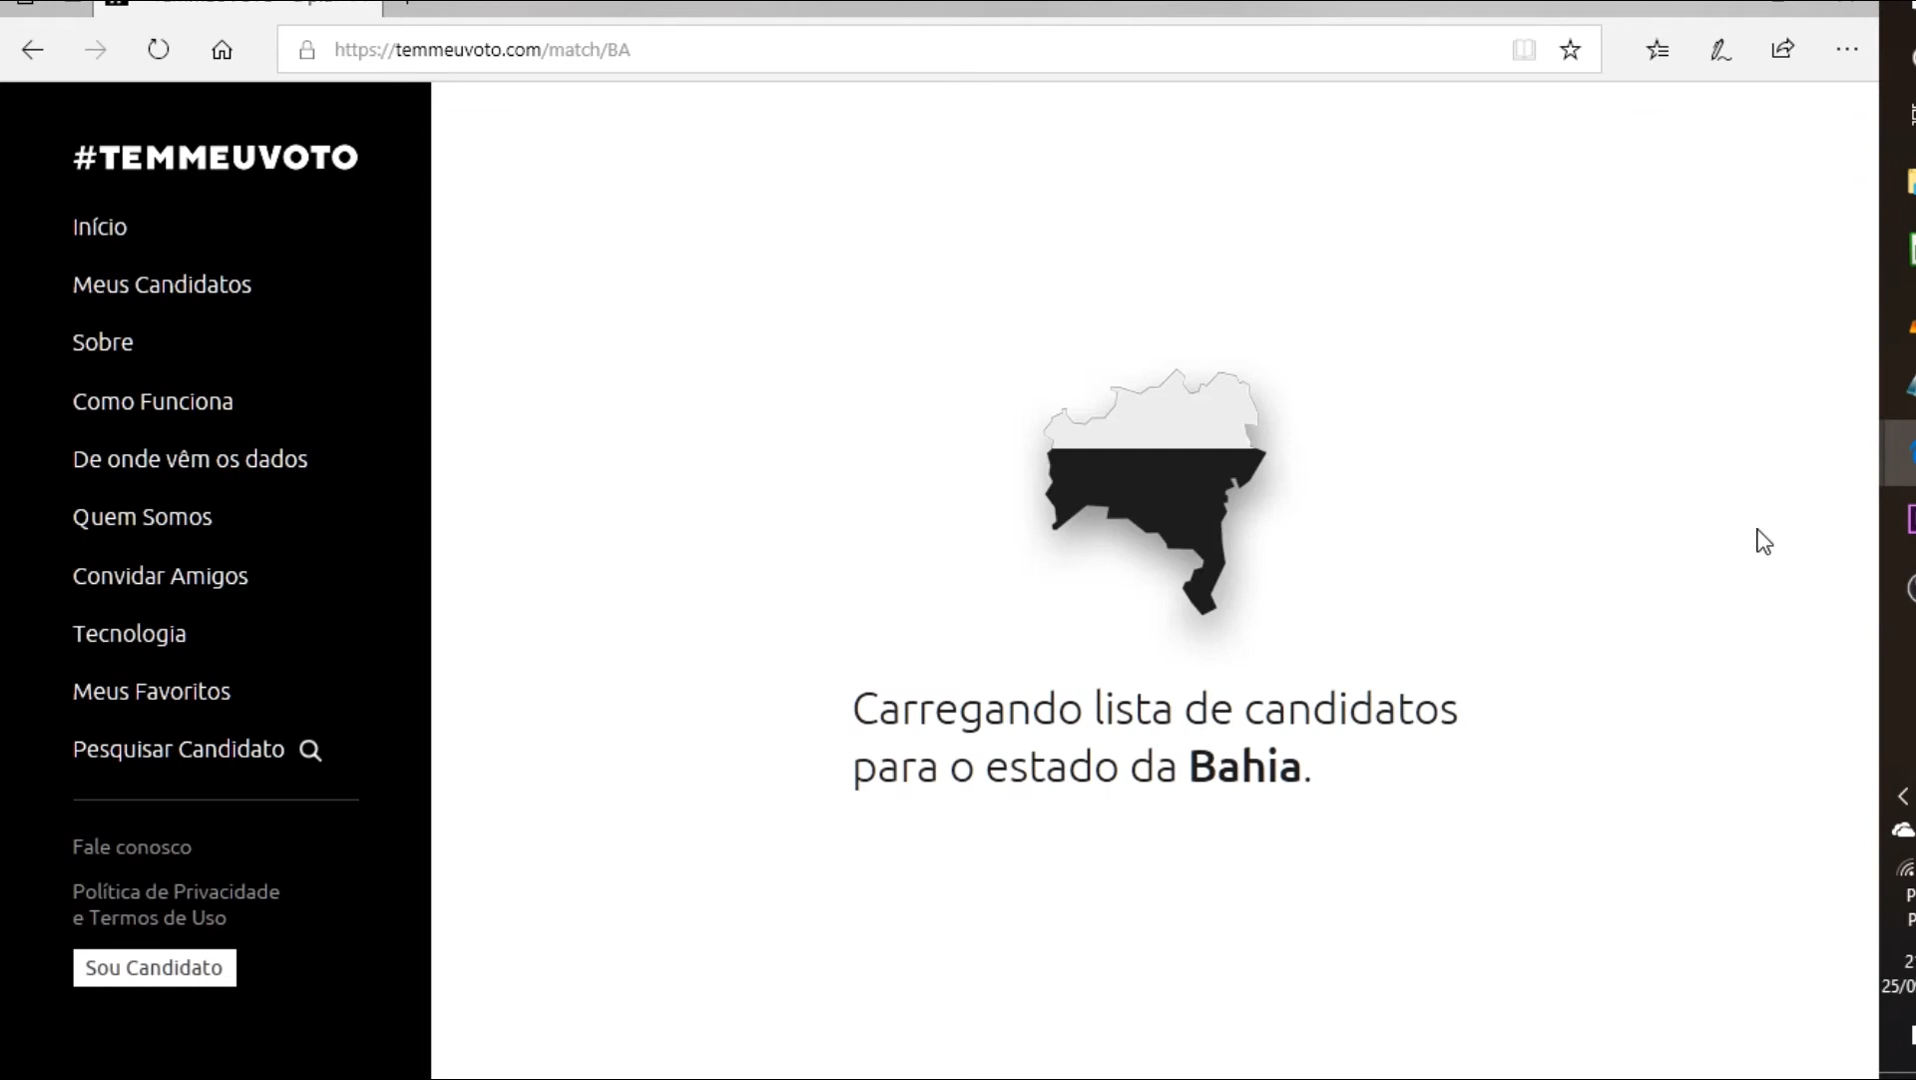 https://temmeuvoto.com/match/BA
#TEMMEUVOTO
Início
Meus Candidatos
Sobre
Como Funciona
De onde vêm os dados
Quem Somos
Convidar Amigos
Tecnologia
Meus Favoritos
Pesquisar Candidato
Fale conosco
Política de Privacidade
e Termos de Uso
Sou Candidato
Carregando lista de candidatos
para o estado da Bahia.
P
P
25/0